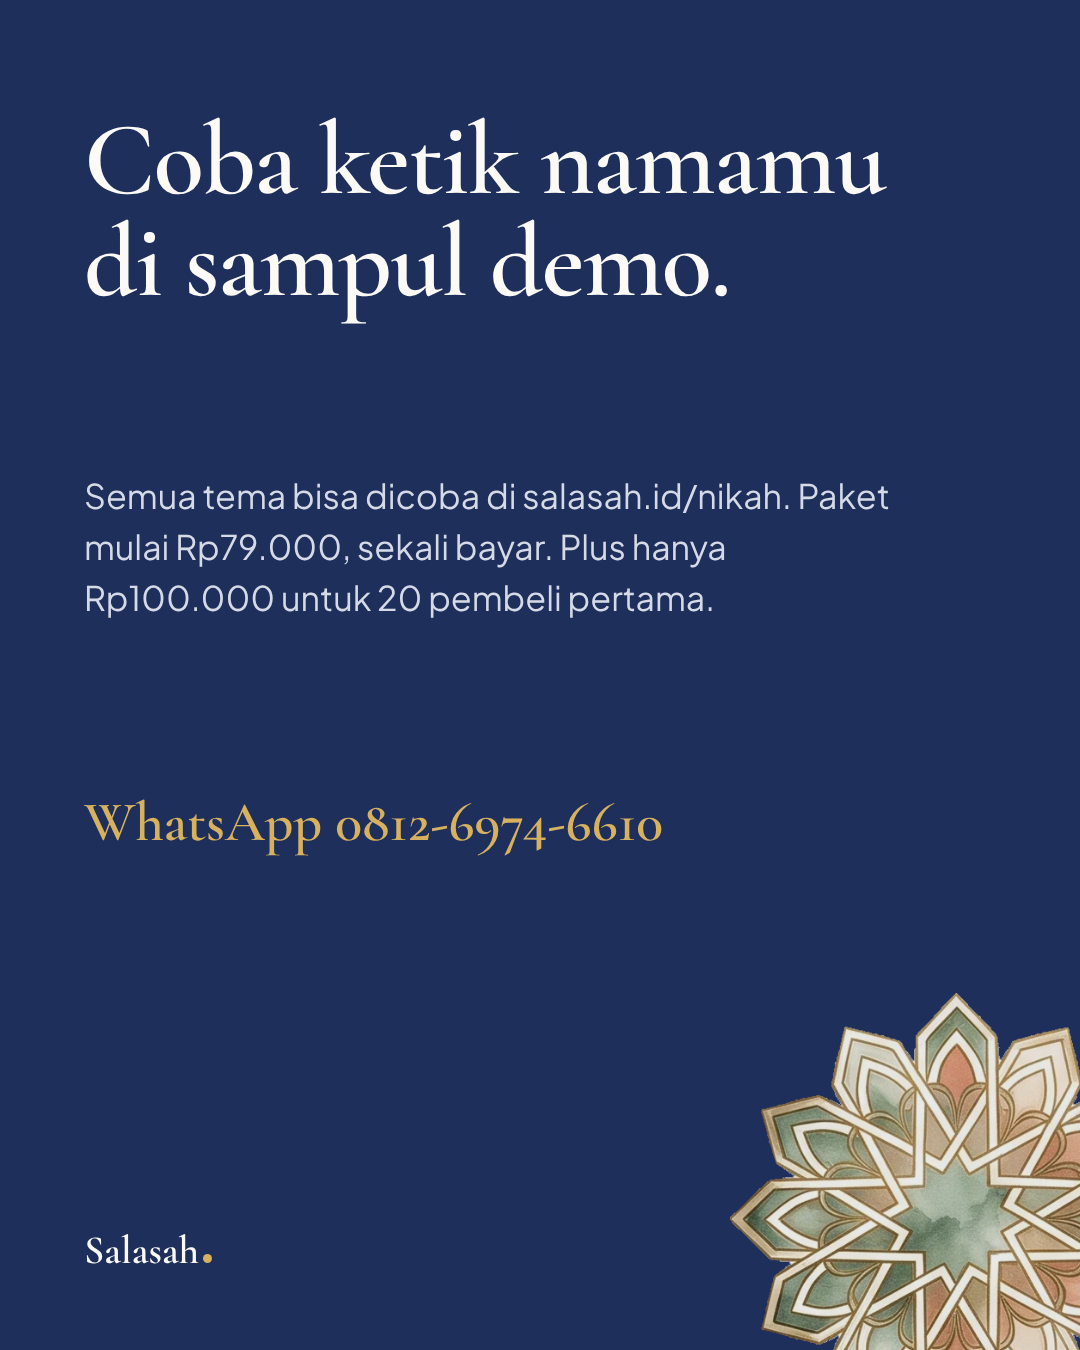 Coba ketik namamu
di sampul demo.
Semua tema bisa dicoba di salasah.id/nikah. Paket
mulai Rp79.000, sekali bayar. Plus hanya
Rp100.000 untuk 20 pembeli pertama.
WhatsApp 0812-6974-6610
Salasah.